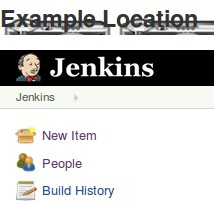 Example Location
Jenkins
Jenkins
New Item
People
Build History